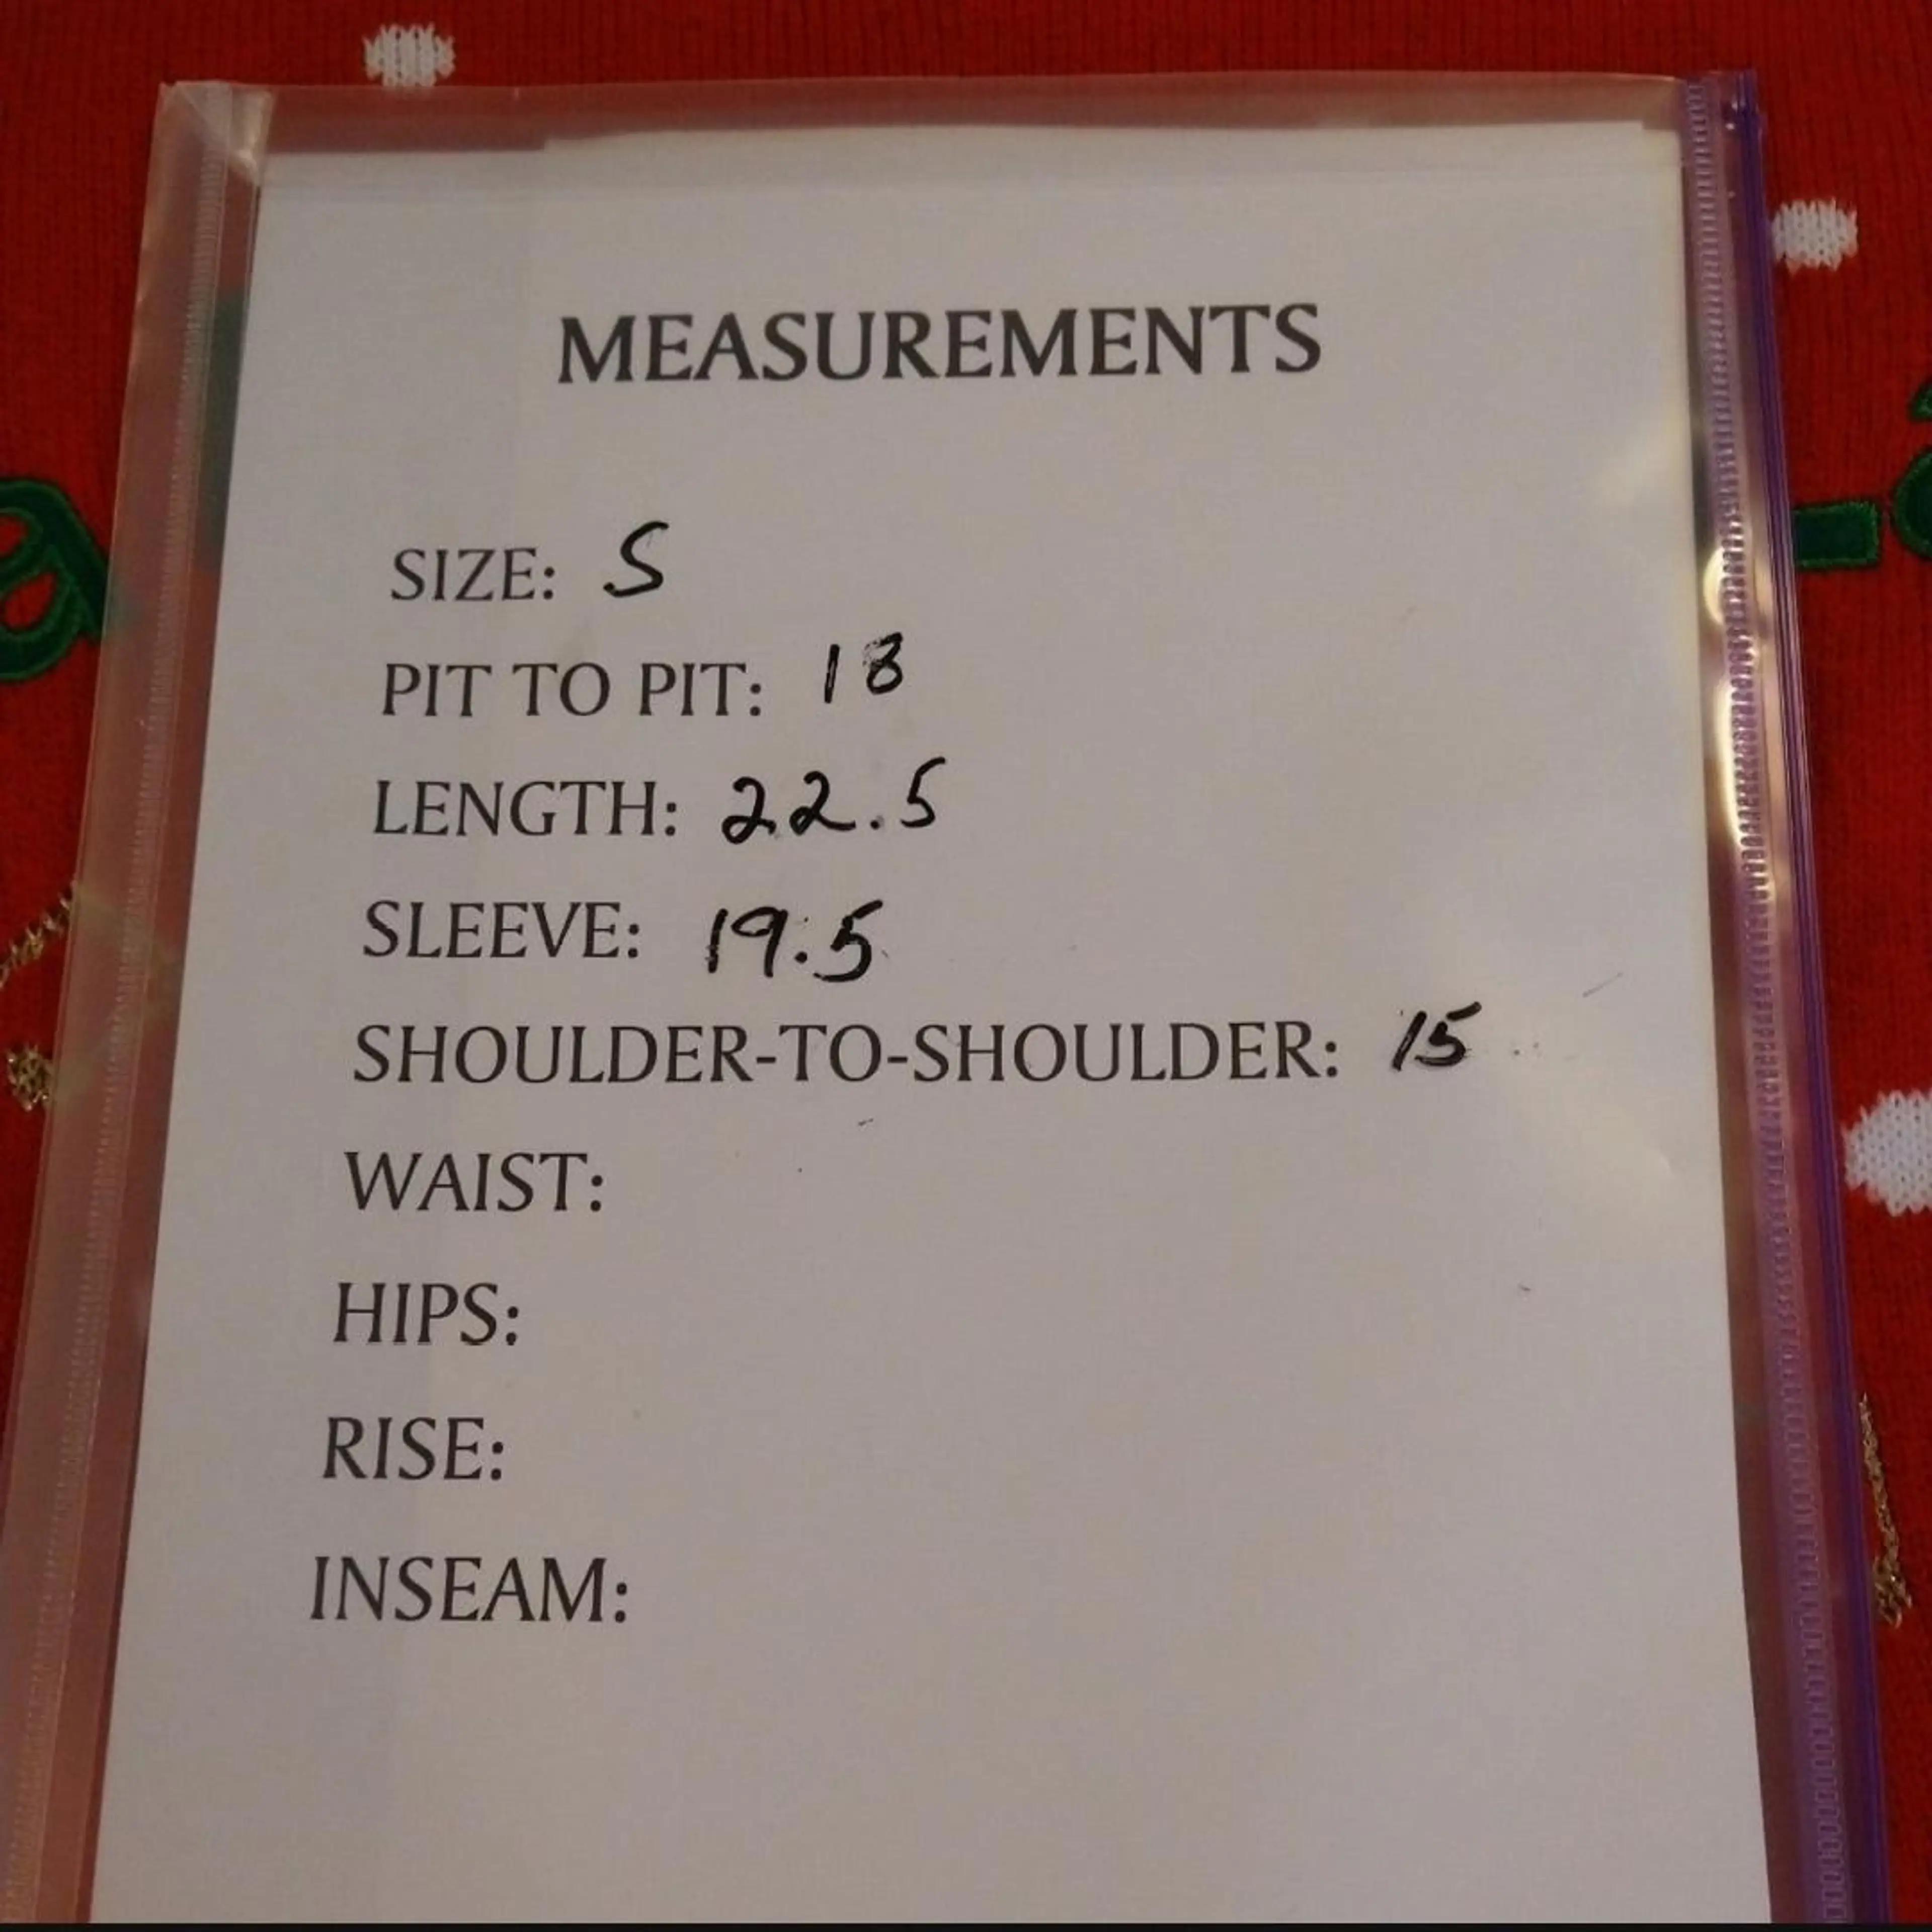 MEASUREMENTS
SIZE: S
PIT TO PIT: 18
LENGTH: 22.5
SLEEVE: 19.5
SHOULDER-TO-SHOULDER: 15
WAIST:
HIPS:
RISE:
INSEAM: